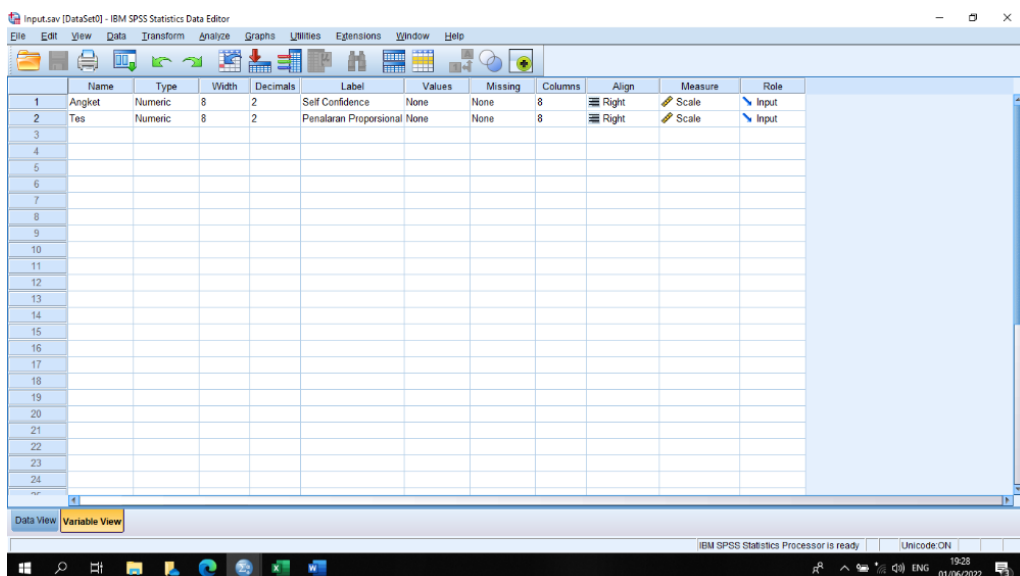 Input.sav [DataSet0] - IBM SPSS Statistics Data Editor
File Edit View Data Transform Analyze Graphs Utilities Extensions Window Help
Name Type Width Decimals Label Values Missing Columns Align Measure Role
1 Angket Numeric 8 2 Self Confidence None None 8 Right Scale Input
2 Tes Numeric 8 2 Penalaran Proporsional None None 8 Right Scale Input
3
4
5
6
7
8
9
10
11
12
13
14
15
16
17
18
19
20
21
22
23
24
Data View Variable View
IBM SPSS Statistics Processor is ready Unicode:ON
ENG 19:28
01/06/2022